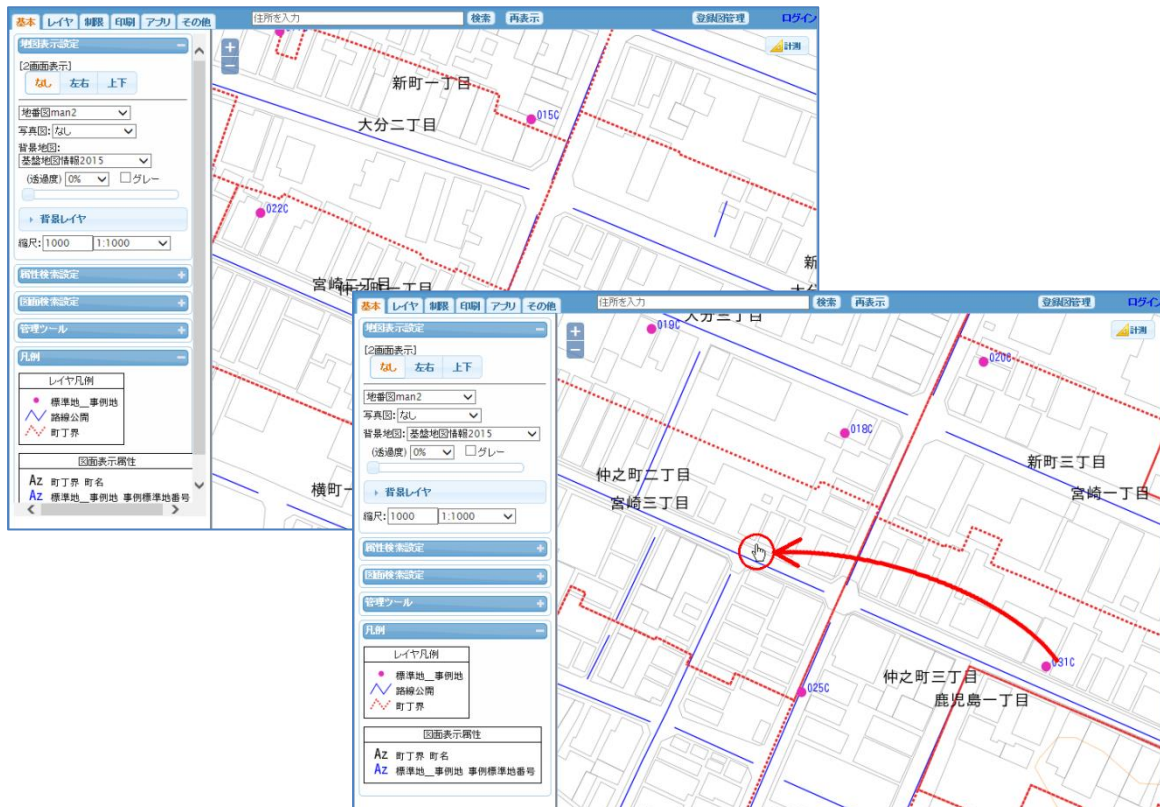 基本 レイヤ 制限 印刷 アプリ その他 住所を入力 検索 再表示 登録図管理 ログイン
地図表示設定
[2画面表示]
なし 左右 上下
地番図man2
写真図: なし
背景地図:
基盤地図情報2015
(透過度) 0% グレー
背景レイヤ
縮尺: 1000 1:1000
属性検索設定
図面検索設定
管理ツール
凡例
レイヤ凡例
標準地__事例地
路線公開
町丁界
図面表示属性
Az 町丁界 町名
Az 標準地__事例地 事例標準地番号
計測
新町一丁目
015C
大分二丁目
022C
宮崎二丁目
仲之町一丁目
基本 レイヤ 制限 印刷 アプリ その他 住所を入力 検索 再表示 登録図管理 ログイン
地図表示設定
[2画面表示]
なし 左右 上下
地番図man2
写真図: なし
背景地図: 基盤地図情報2015
(透過度) 0% グレー
背景レイヤ
縮尺: 1000 1:1000
属性検索設定
図面検索設定
管理ツール
凡例
レイヤ凡例
標準地__事例地
路線公開
町丁界
図面表示属性
Az 町丁界 町名
Az 標準地__事例地 事例標準地番号
計測
大分三丁目
019C
020C
018C
新町三丁目
仲之町二丁目
宮崎一丁目
宮崎三丁目
031C
仲之町三丁目
025C
鹿児島一丁目